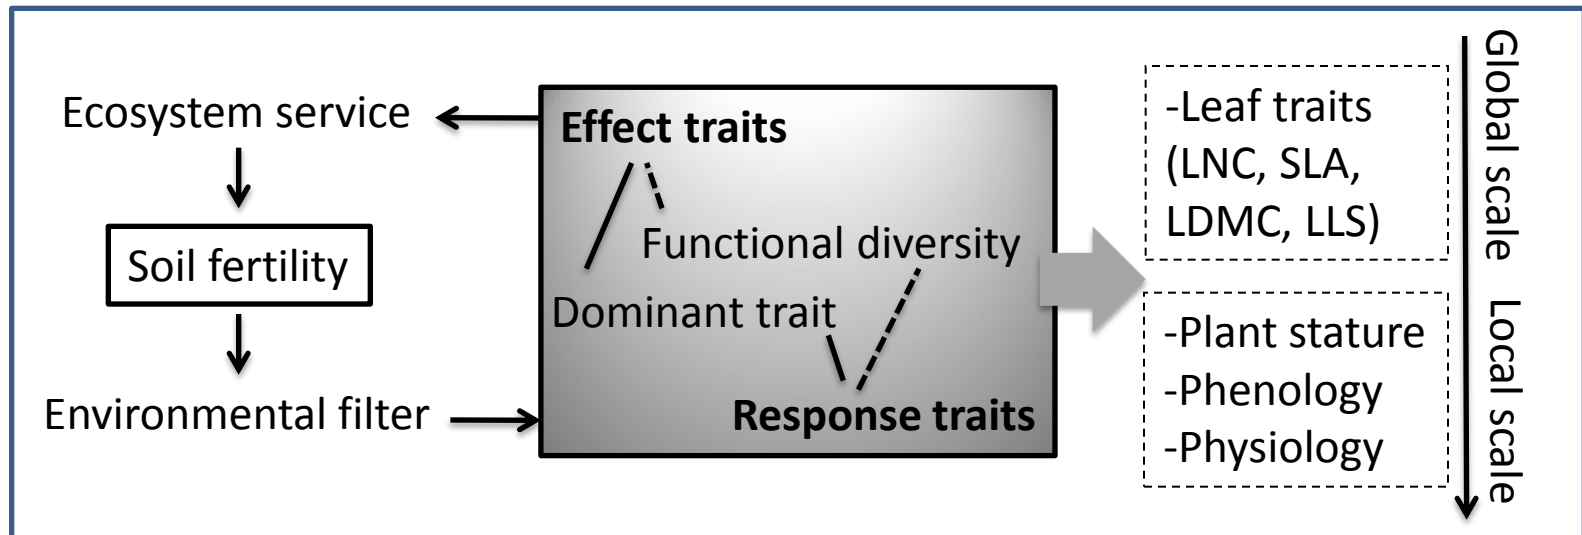 Ecosystem service
Soil fertility
Environmental filter
Effect traits
Functional diversity
Dominant trait
Response traits
-Leaf traits
(LNC, SLA,
LDMC, LLS)
-Plant stature
-Phenology
-Physiology
Global scale
Local scale